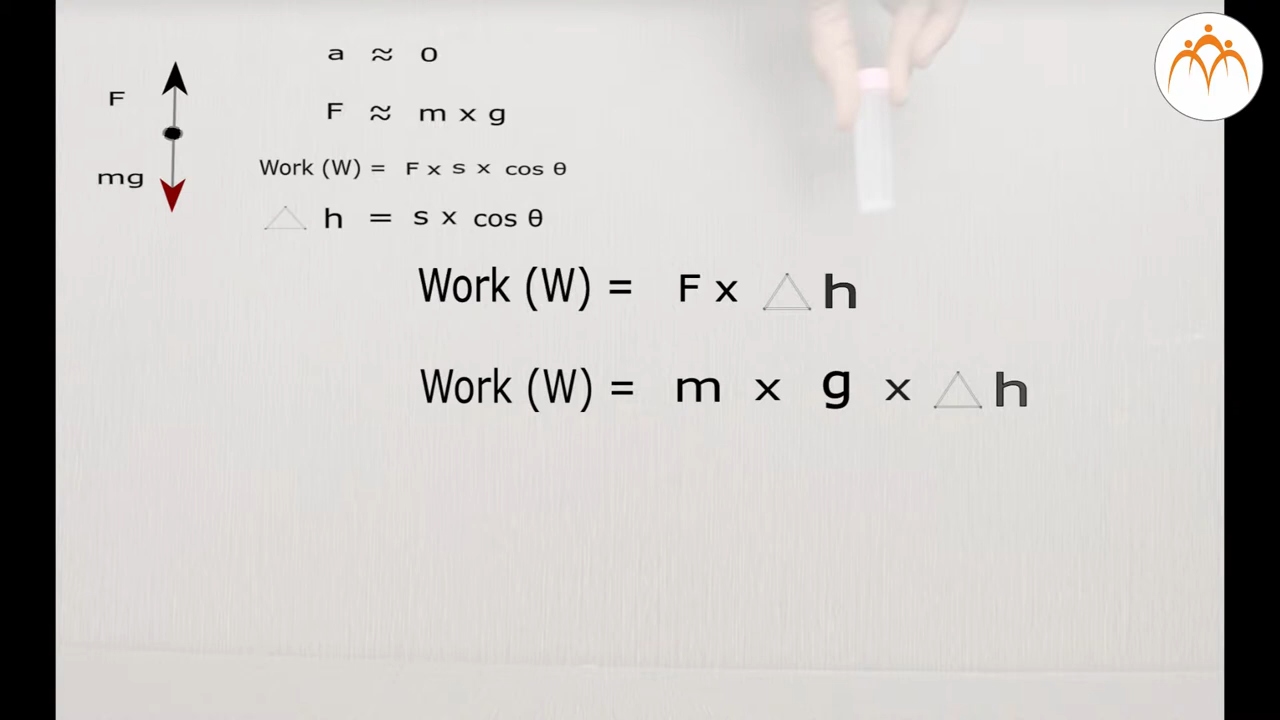 F
mg
a ≈ 0
F ≈ m x g
Work (W) = F x s x cos θ
△ h = s x cos θ
Work (W) = F x △ h
Work (W) = m x g x △ h